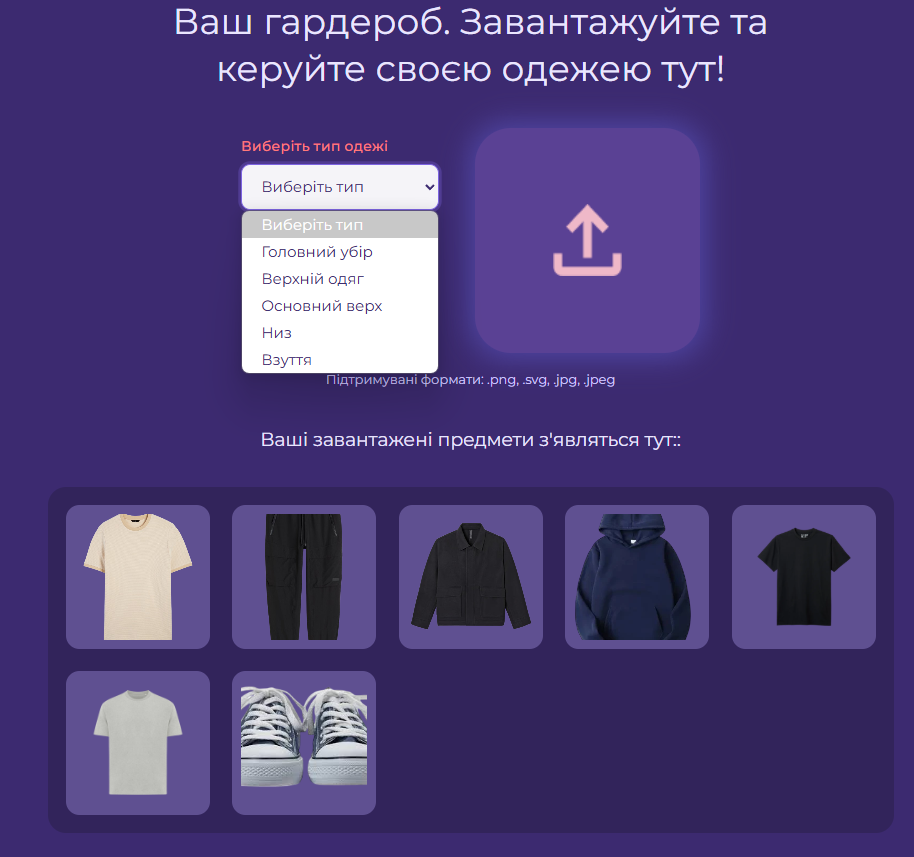 Ваш гардероб. Завантажуйте та
керуйте своєю одежею тут!
Виберіть тип одежі
Виберіть тип
Виберіть тип
Головний убір
Верхній одяг
Основний верх
Низ
Взуття
Підтримувані формати: .png, .svg, .jpg, .jpeg
Ваші завантажені предмети з'являться тут::